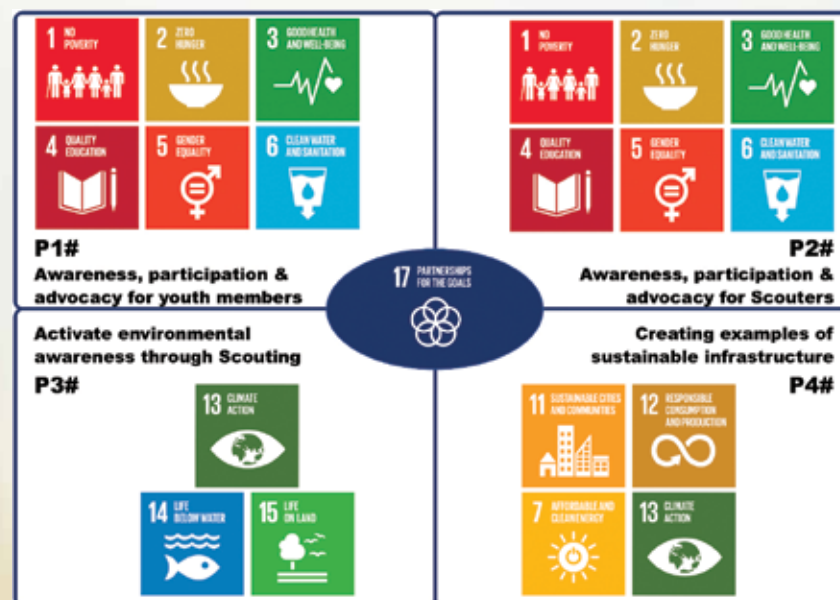 1 NO
POVERTY
2 ZERO
HUNGER
3 GOOD HEALTH
AND WELL-BEING
4 QUALITY
EDUCATION
5 GENDER
EQUALITY
6 CLEAN WATER
AND SANITATION
P1#
Awareness, participation &
advocacy for youth members
1 NO
POVERTY
2 ZERO
HUNGER
3 GOOD HEALTH
AND WELL-BEING
4 QUALITY
EDUCATION
5 GENDER
EQUALITY
6 CLEAN WATER
AND SANITATION
P2#
Awareness, participation &
advocacy for Scouters
17 PARTNERSHIPS
FOR THE GOALS
Activate environmental
awareness through Scouting
P3#
13 CLIMATE
ACTION
14 LIFE
BELOW WATER
15 LIFE
ON LAND
Creating examples of
sustainable infrastructure
P4#
11 SUSTAINABLE CITIES
AND COMMUNITIES
12 RESPONSIBLE
CONSUMPTION
AND PRODUCTION
7 AFFORDABLE AND
CLEAN ENERGY
13 CLIMATE
ACTION